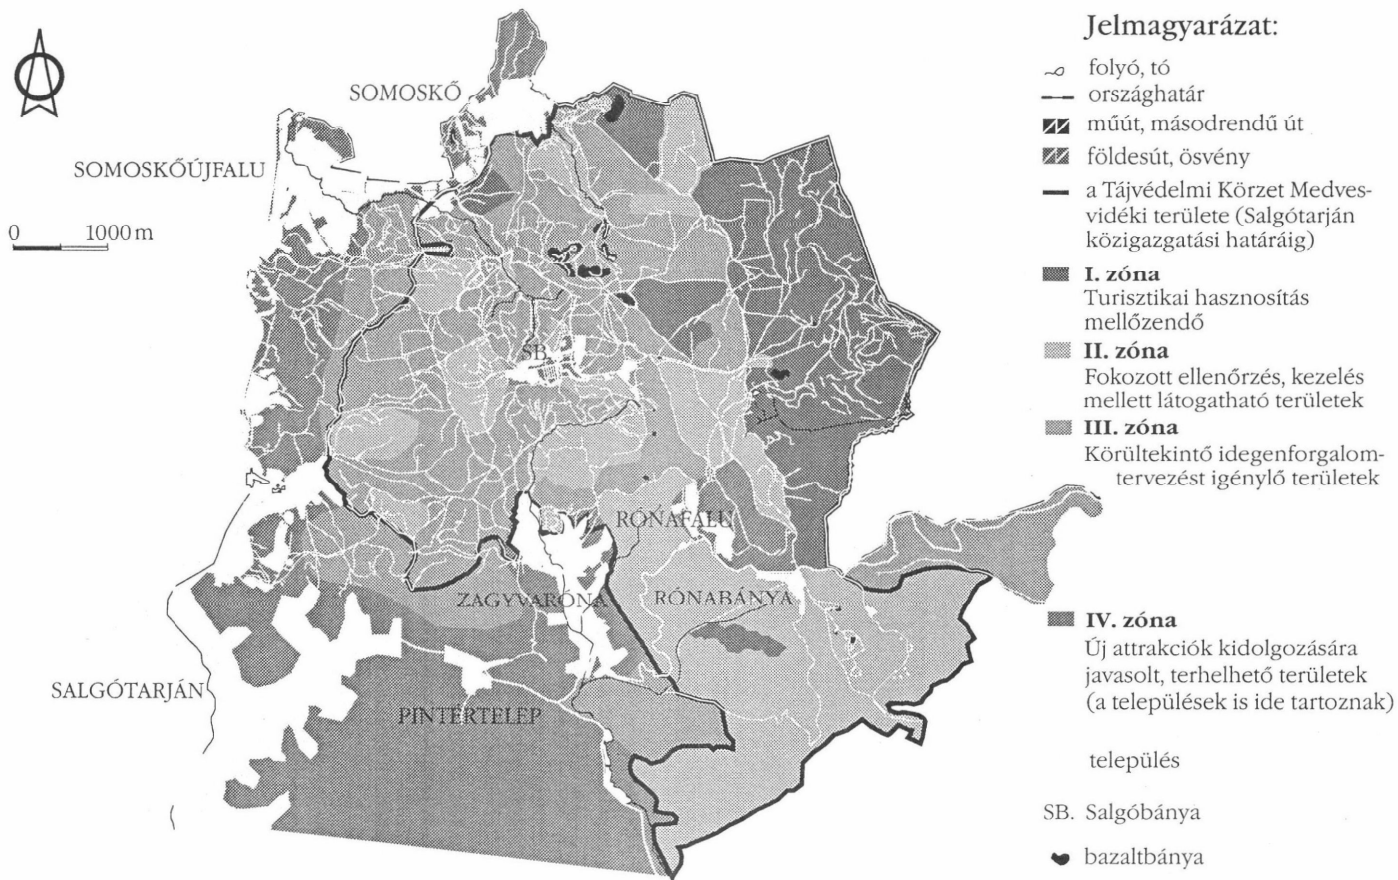 SOMOSKŐ
SOMOSKŐÚJFALU
0 1000 m
SB.
RÓNAFALU
ZAGYVARÓNA
RÓNABÁNYA
SALGÓTARJÁN
PINTÉRTELEP
Jelmagyarázat:
folyó, tó
országhatár
műút, másodrendű út
földesút, ösvény
a Tájvédelmi Körzet Medves-
vidéki területe (Salgótarján
közigazgatási határáig)
I. zóna
Turisztikai hasznosítás
mellőzendő
II. zóna
Fokozott ellenőrzés, kezelés
mellett látogatható területek
III. zóna
Körültekintő idegenforgalom-
tervezést igénylő területek
IV. zóna
Új attrakciók kidolgozására
javasolt, terhelhető területek
(a települések is ide tartoznak)
település
SB. Salgóbánya
bazaltbánya